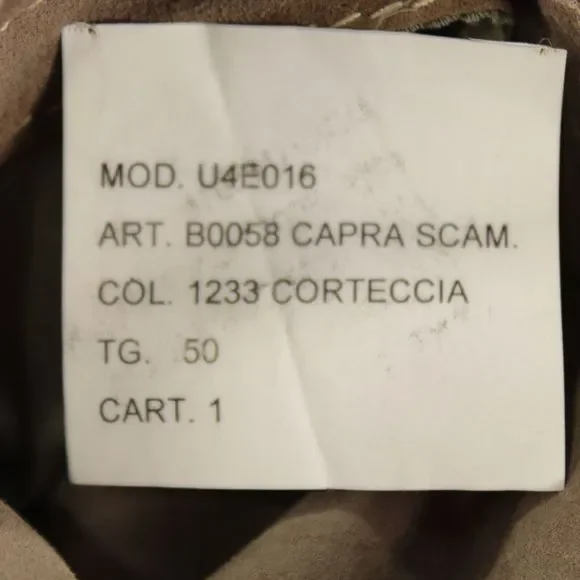 MOD. U4E016
ART. B0058 CAPRA SCAM.
COL. 1233 CORTECCIA
TG. 50
CART. 1